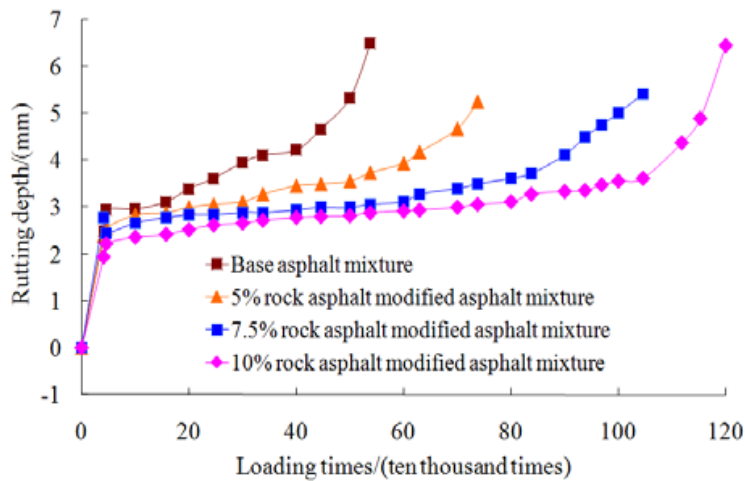 7
6
5
4
3
2
1
0
-1
Rutting depth/(mm)
Base asphalt mixture
5% rock asphalt modified asphalt mixture
7.5% rock asphalt modified asphalt mixture
10% rock asphalt modified asphalt mixture
0 20 40 60 80 100 120
Loading times/(ten thousand times)